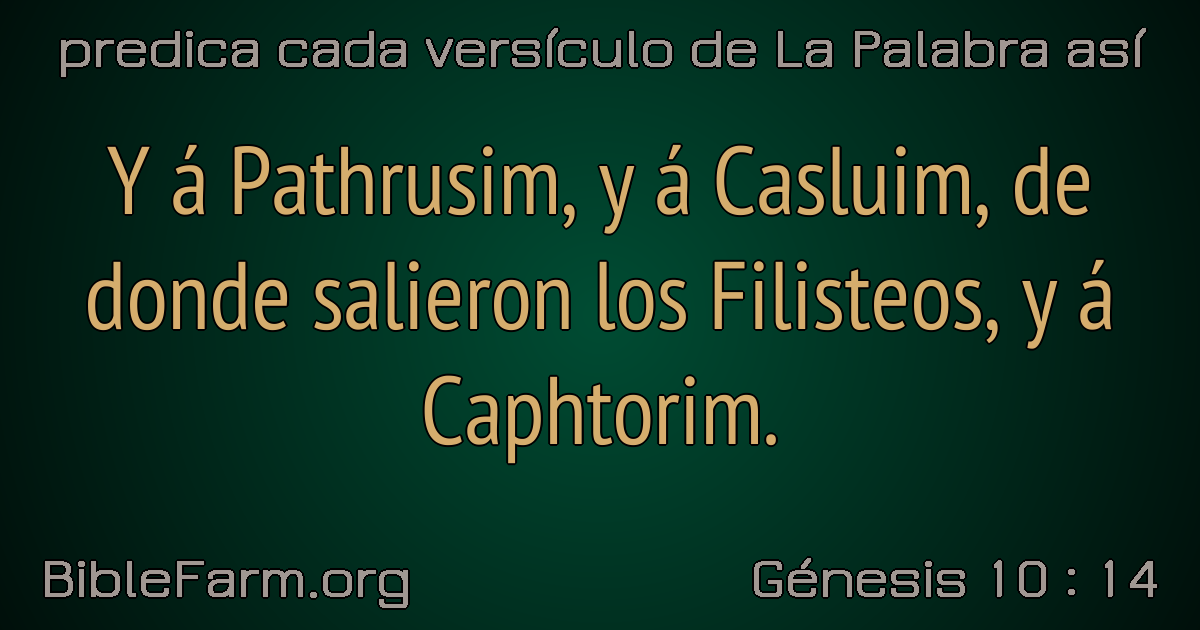 predica cada versículo de La Palabra así
Y á Pathrusim, y á Casluim, de
donde salieron los Filisteos, y á
Caphtorim.
BibleFarm.org
Génesis 10 : 14